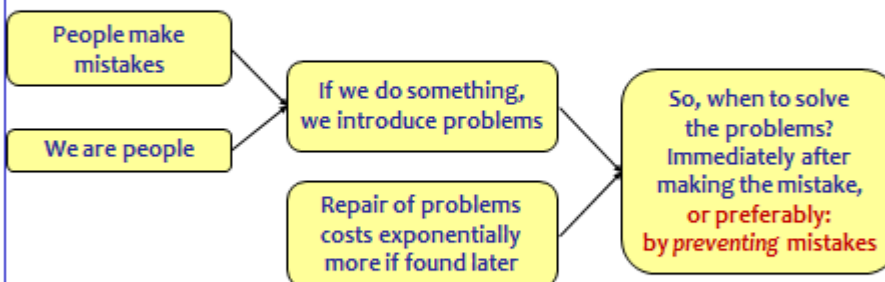 People make
mistakes
We are people
If we do something,
we introduce problems
Repair of problems
costs exponentially
more if found later
So, when to solve
the problems?
Immediately after
making the mistake,
or preferably:
by preventing mistakes